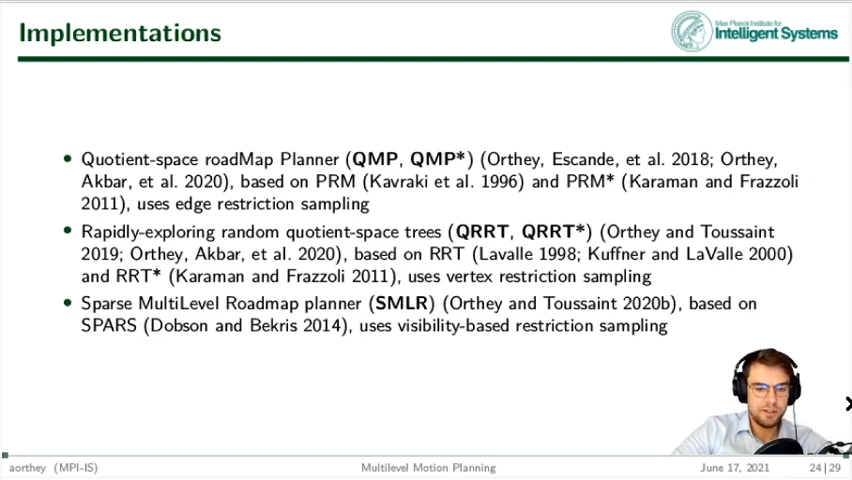 Implementations
Max Planck Institute for
Intelligent Systems
• Quotient-space roadMap Planner (QMP, QMP*) (Orthey, Escande, et al. 2018; Orthey,
Akbar, et al. 2020), based on PRM (Kavraki et al. 1996) and PRM* (Karaman and Frazzoli
2011), uses edge restriction sampling
• Rapidly-exploring random quotient-space trees (QRRT, QRRT*) (Orthey and Toussaint
2019; Orthey, Akbar, et al. 2020), based on RRT (Lavalle 1998; Kuffner and LaValle 2000)
and RRT* (Karaman and Frazzoli 2011), uses vertex restriction sampling
• Sparse MultiLevel Roadmap planner (SMLR) (Orthey and Toussaint 2020b), based on
SPARS (Dobson and Bekris 2014), uses visibility-based restriction sampling
aorthey (MPI-IS) Multilevel Motion Planning June 17, 2021 24|29